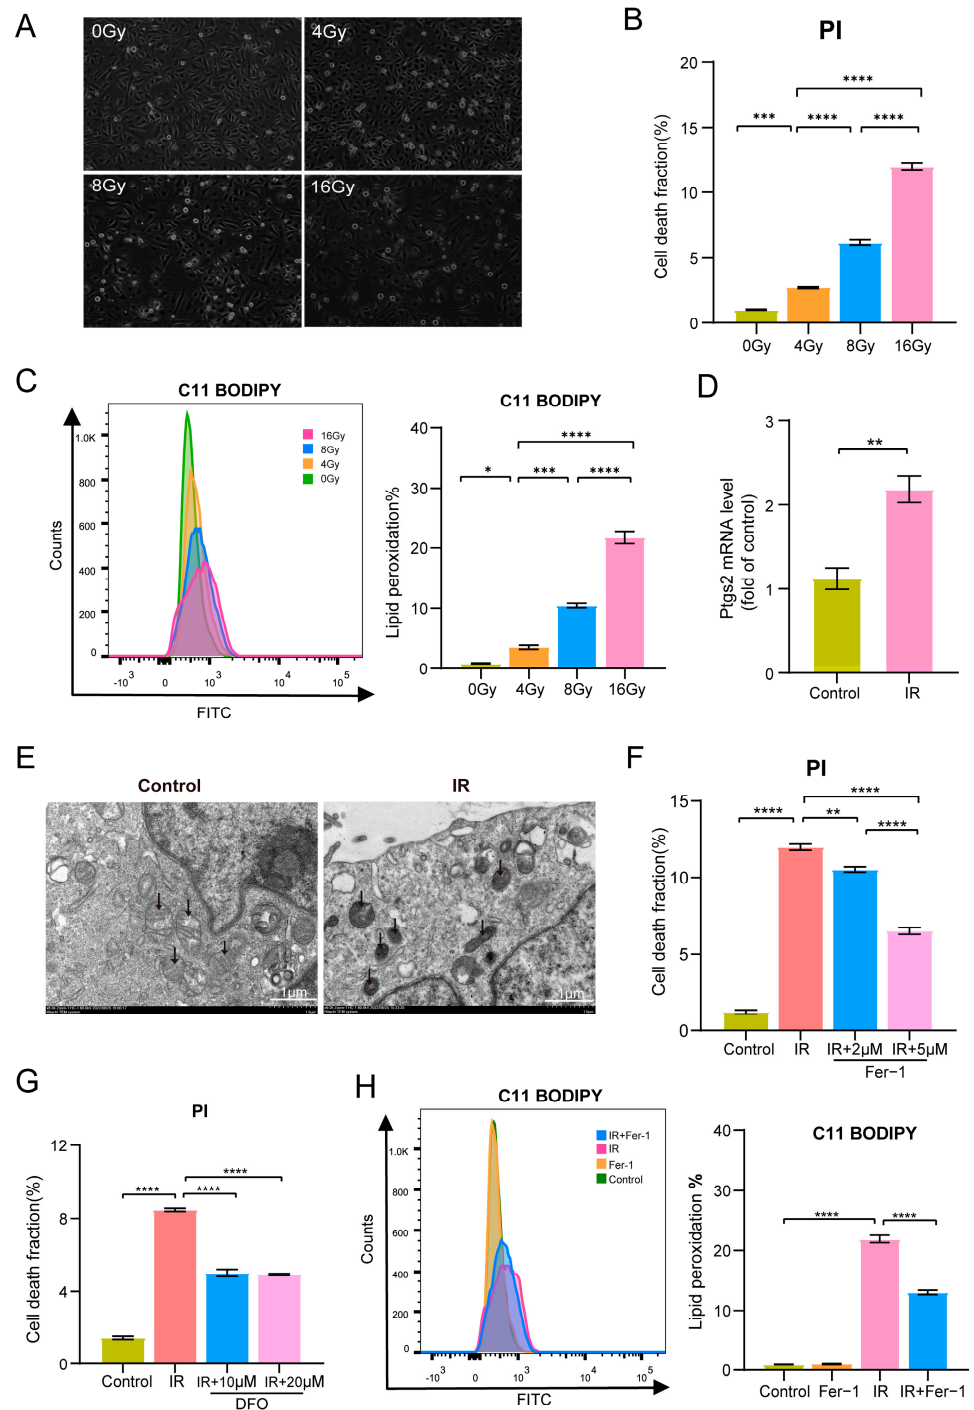 A
0Gy
4Gy
8Gy
16Gy
B
PI
Cell death fraction(%)
20
15
10
5
0
***
****
****
****
0Gy
4Gy
8Gy
16Gy
C
C11 BODIPY
Counts
1.0K
800
600
400
200
0
16Gy
8Gy
4Gy
0Gy
-10³
0
10³
10⁴
10⁵
FITC
C11 BODIPY
Lipid peroxidation%
40
30
20
10
0
*
***
****
****
0Gy
4Gy
8Gy
16Gy
D
Ptgs2 mRNA level
(fold of control)
3
2
1
0
**
Control
IR
E
Control
IR
1um
1um
F
PI
Cell death fraction(%)
15
10
5
0
****
**
****
****
Control
IR
IR+2μM
IR+5μM
Fer−1
G
PI
Cell death fraction(%)
12
8
4
0
****
****
****
Control
IR
IR+10μM
IR+20μM
DFO
H
C11 BODIPY
Counts
1.0K
800
600
400
200
0
IR+Fer-1
IR
Fer-1
Control
-10³
0
10³
10⁴
10⁵
FITC
C11 BODIPY
Lipid peroxidation %
40
30
20
10
0
****
****
Control
Fer−1
IR
IR+Fer−1